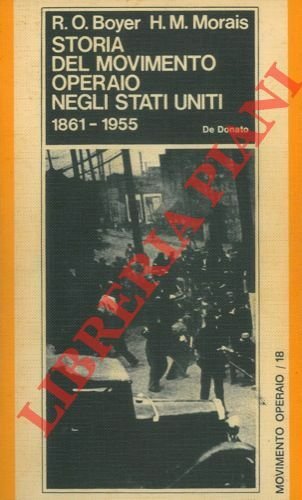 R. O. Boyer H. M. Morais
STORIA
DEL MOVIMENTO
OPERAIO
NEGLI STATI UNITI
1861-1955
De Donato
LIBRERIA PIANI
MOVIMENTO OPERAIO / 18